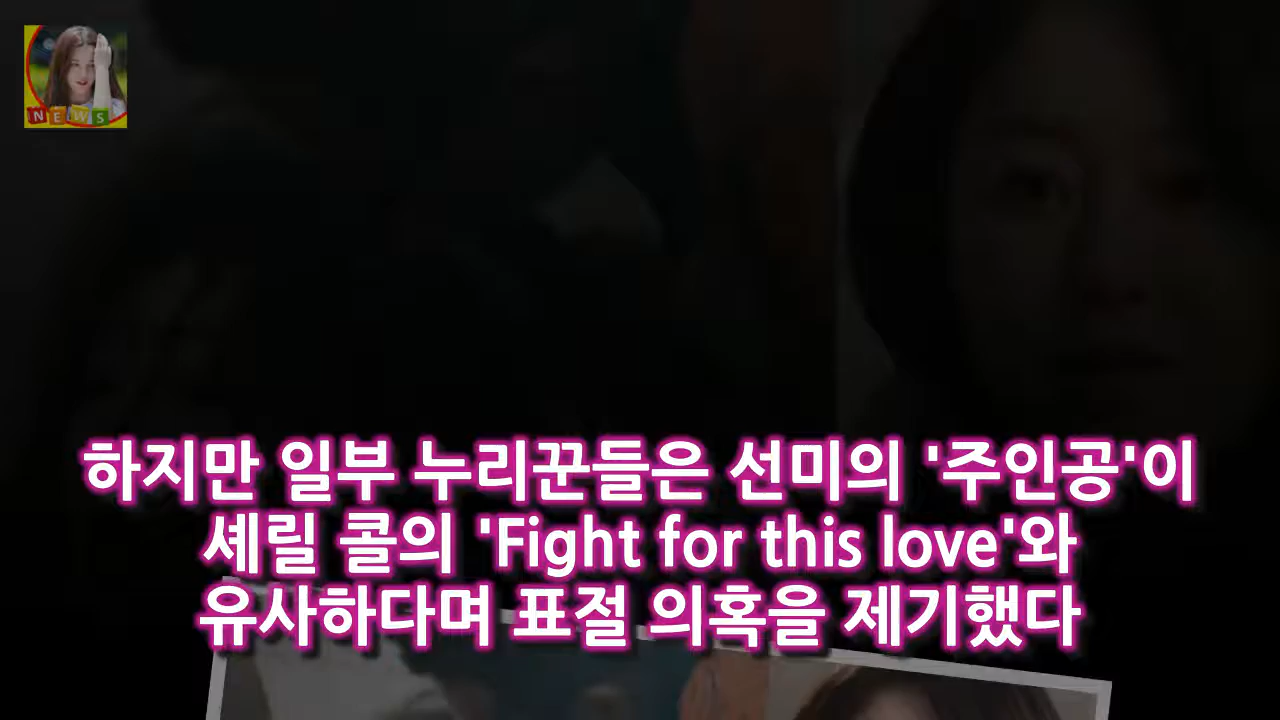 NEWS
하지만 일부 누리꾼들은 선미의 '주인공'이
셰릴 콜의 'Fight for this love'와
유사하다며 표절 의혹을 제기했다